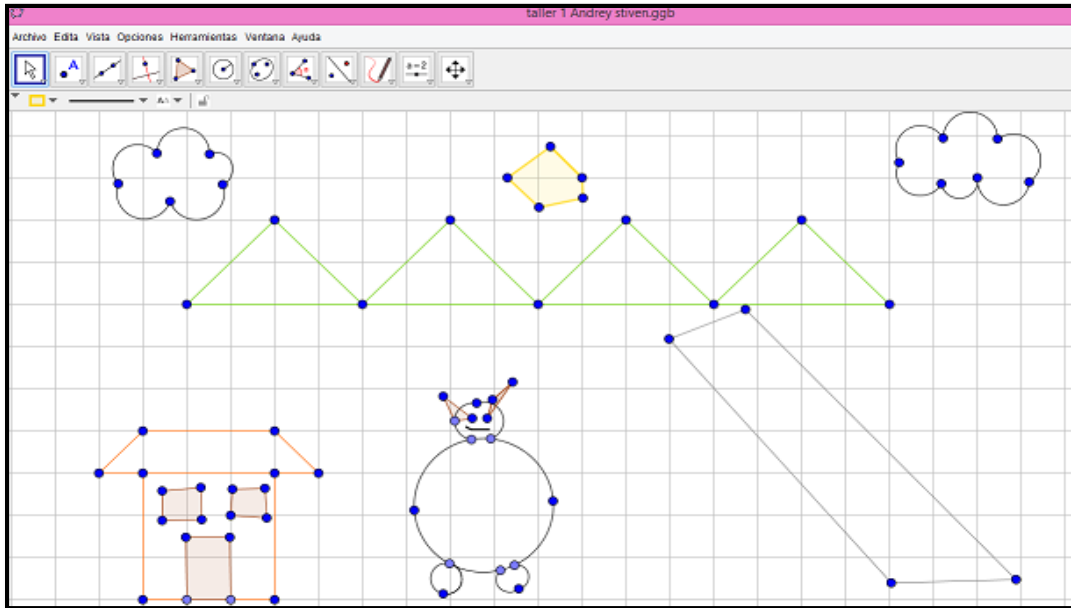 taller 1 Andrey stiven.ggb
Archivo Edita Vista Opciones Herramientas Ventana Ayuda
A a=2